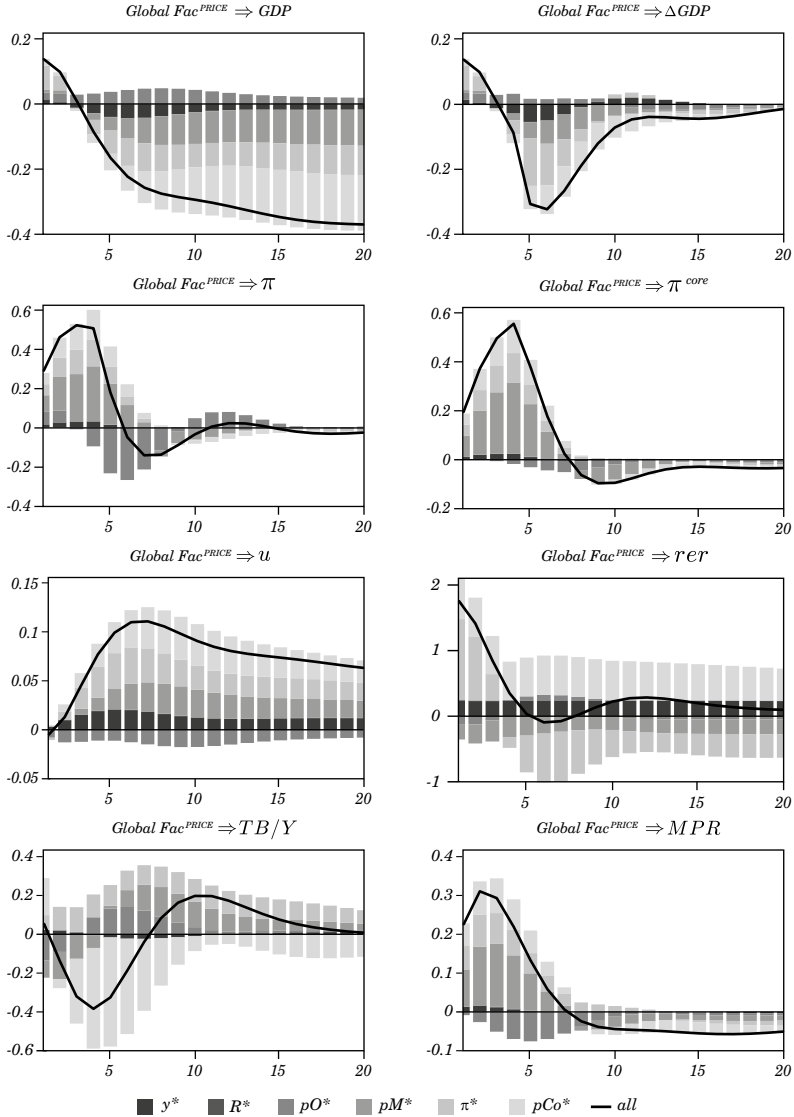 Global Fac^PRICE ⇒ GDP
0.2
0
-0.2
-0.4
5 10 15 20
Global Fac^PRICE ⇒ ΔGDP
0.2
0
-0.2
-0.4
5 10 15 20
Global Fac^PRICE ⇒ π
0.6
0.4
0.2
0
-0.2
-0.4
5 10 15 20
Global Fac^PRICE ⇒ π^core
0.6
0.4
0.2
0
-0.2
5 10 15 20
Global Fac^PRICE ⇒ u
0.15
0.1
0.05
0
-0.05
5 10 15 20
Global Fac^PRICE ⇒ rer
2
1
0
-1
5 10 15 20
Global Fac^PRICE ⇒ TB/Y
0.4
0.2
0
-0.2
-0.4
-0.6
5 10 15 20
Global Fac^PRICE ⇒ MPR
0.4
0.3
0.2
0.1
0
-0.1
5 10 15 20
y* R* pO* pM* π* pCo* all